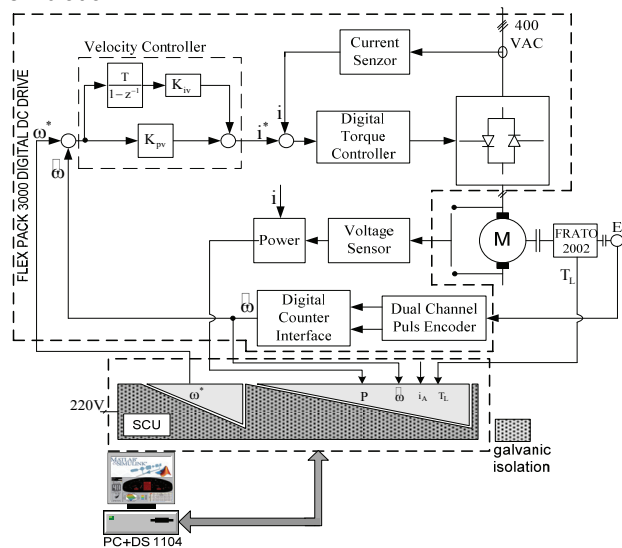 400
VAC
Current
Senzor
Velocity Controller
T
1−z⁻¹
K_iv
K_pv
ω*
ω
i
i*
Digital
Torque
Controller
FLEX PACK 3000 DIGITAL DC DRIVE
i
Power
Voltage
Sensor
M
FRATO
2002
E
T_L
ω
Digital
Counter
Interface
Dual Channel
Puls Encoder
220V
SCU
ω*
P
ω
i_A
T_L
galvanic
isolation
PC+DS 1104